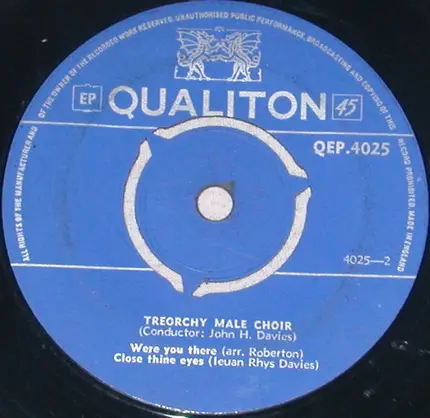 ALL RIGHTS OF THE MANUFACTURER AND OF THE OWNER OF THE RECORDED WORK RESERVED. UNAUTHORISED PUBLIC PERFORMANCE, BROADCASTING AND COPYING OF THIS RECORD PROHIBITED. MADE IN ENGLAND
EP QUALITON 45
QEP.4025
4025—2
TREORCHY MALE CHOIR
(Conductor: John H. Davies)
Were you there (arr. Roberton)
Close thine eyes (Ieuan Rhys Davies)